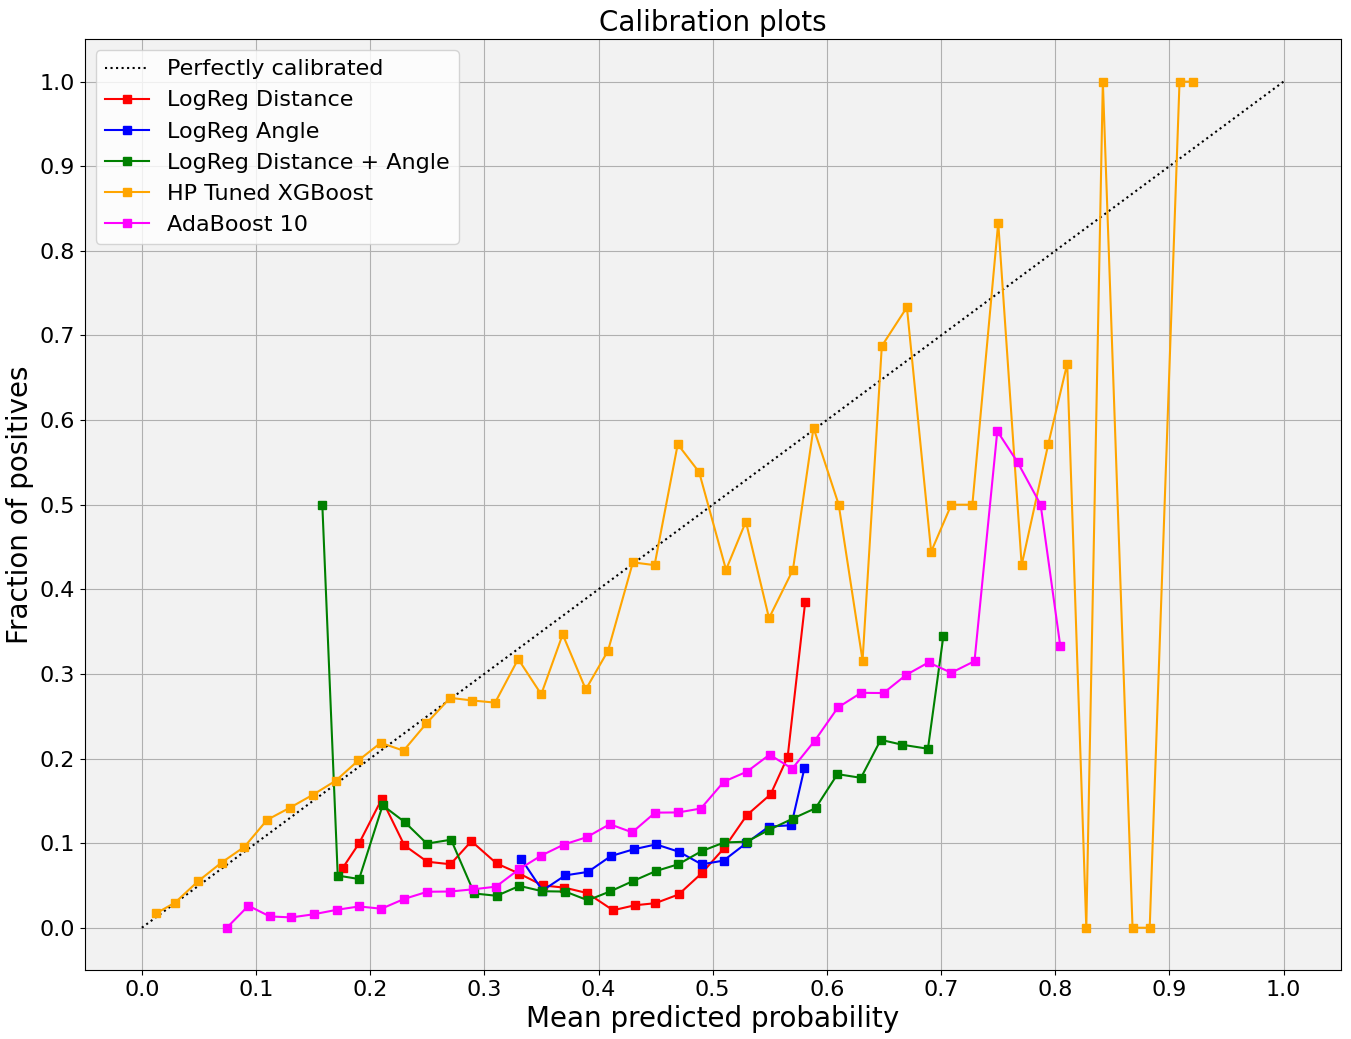 Calibration plots
Perfectly calibrated
LogReg Distance
LogReg Angle
LogReg Distance + Angle
HP Tuned XGBoost
AdaBoost 10
Fraction of positives
1.0
0.9
0.8
0.7
0.6
0.5
0.4
0.3
0.2
0.1
0.0
0.0 0.1 0.2 0.3 0.4 0.5 0.6 0.7 0.8 0.9 1.0
Mean predicted probability